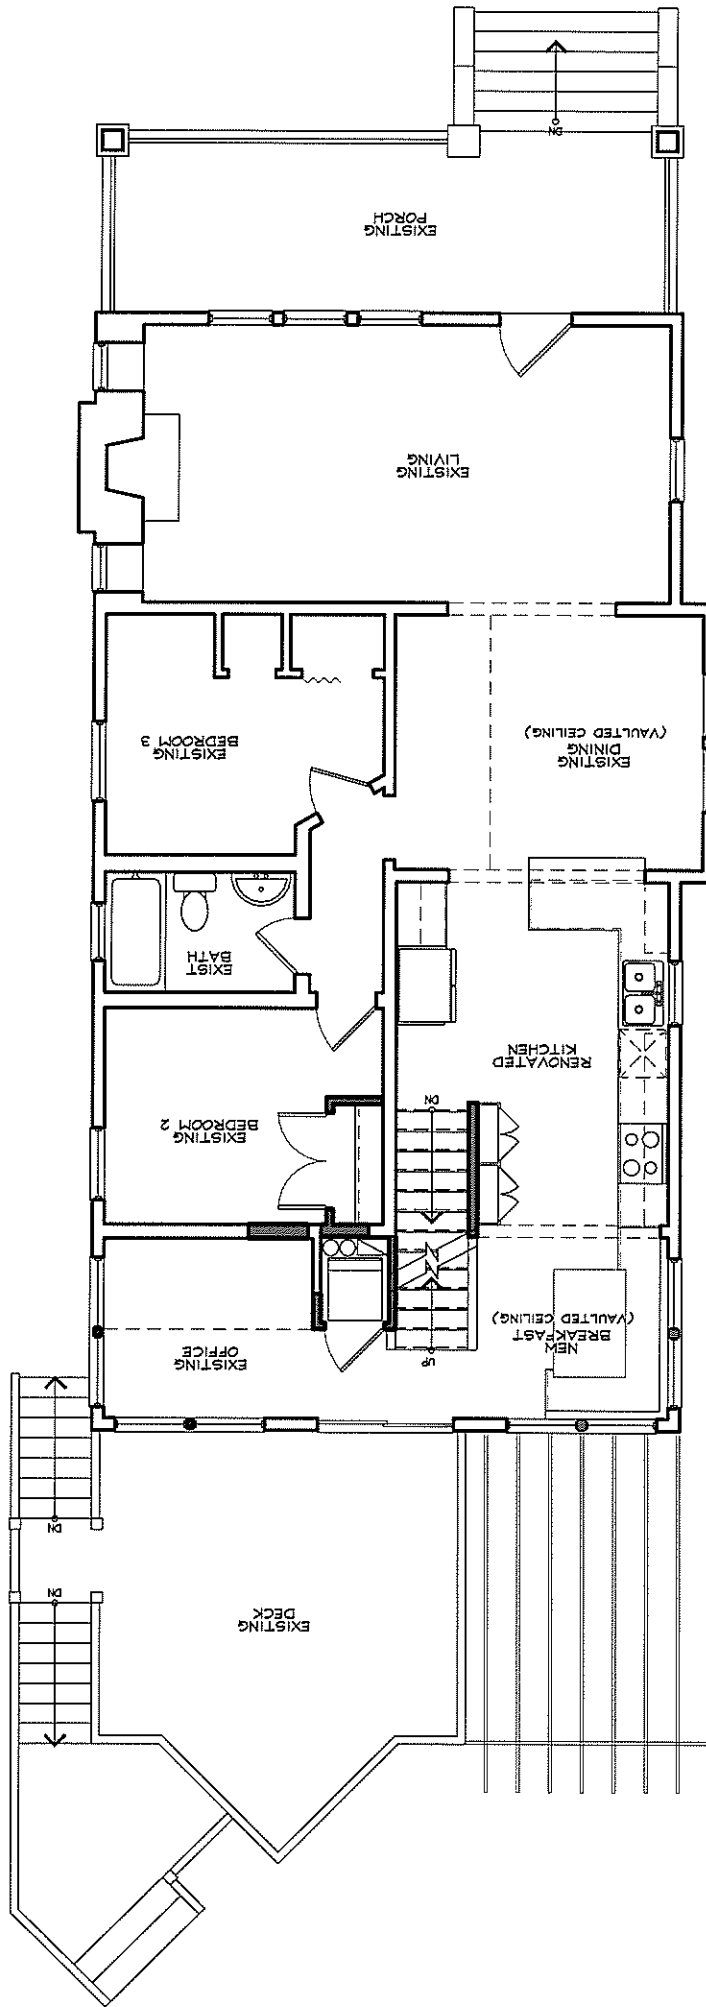 EXISTING
DECK
DN
DN
NEW
BREAKFAST
(VAULTED CEILING)
UP
EXISTING
OFFICE
RENOVATED
KITCHEN
DN
EXISTING
BEDROOM 2
EXIST
BATH
EXISTING
DINING
(VAULTED CEILING)
EXISTING
BEDROOM 3
EXISTING
LIVING
EXISTING
PORCH
DN